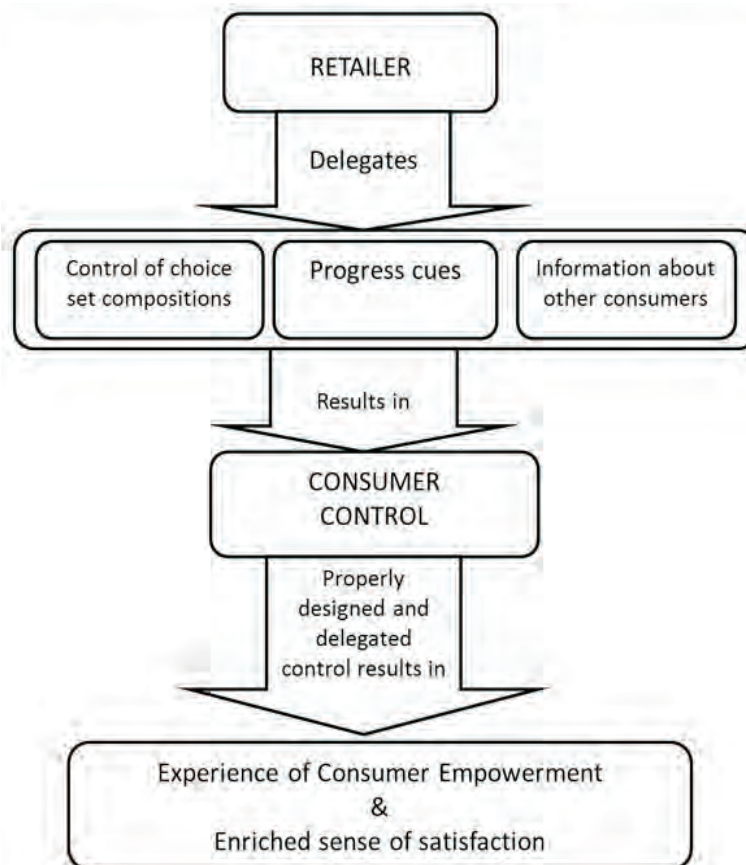 RETAILER
Delegates
Control of choice
set compositions
Progress cues
Information about
other consumers
Results in
CONSUMER
CONTROL
Properly
designed and
delegated
control results in
Experience of Consumer Empowerment
&
Enriched sense of satisfaction